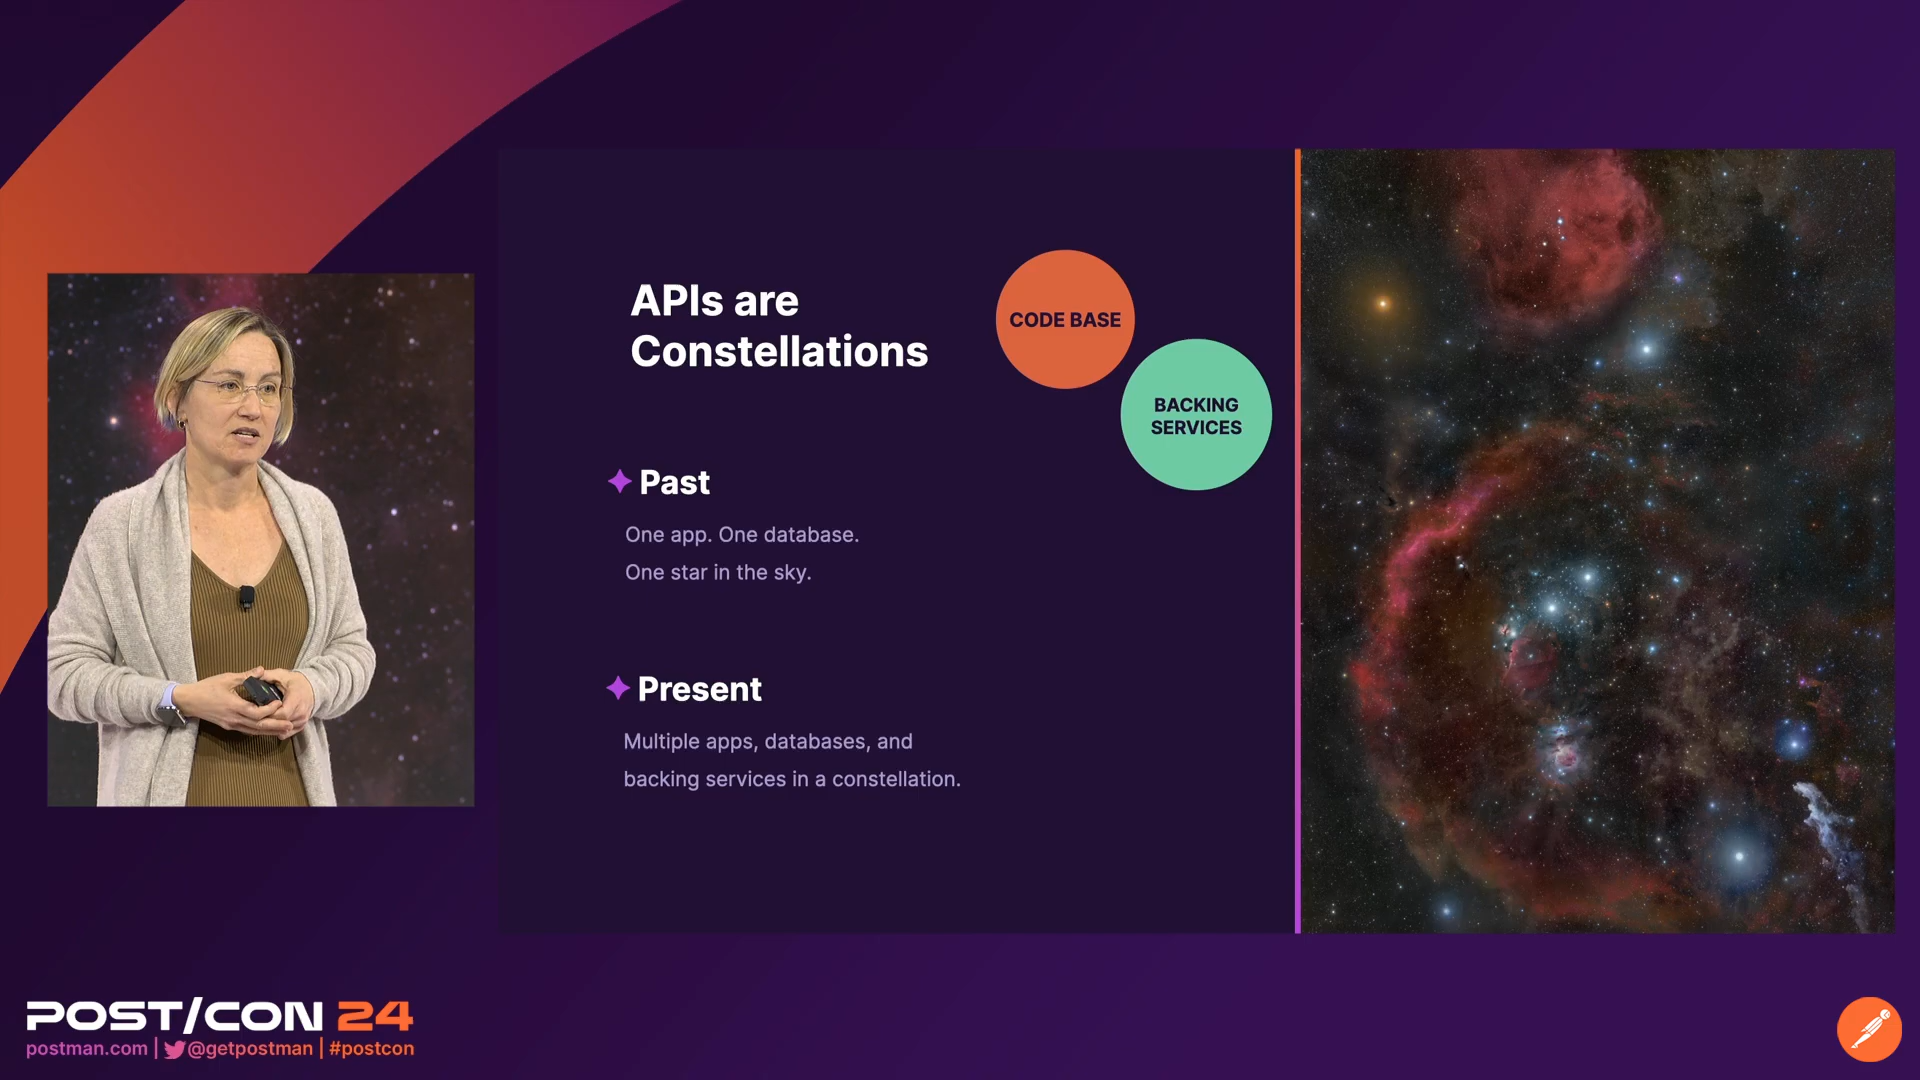 APIs are
Constellations
CODE BASE
BACKING
SERVICES
Past
One app. One database.
One star in the sky.
Present
Multiple apps, databases, and
backing services in a constellation.
POST/CON 24
postman.com | @getpostman | #postcon